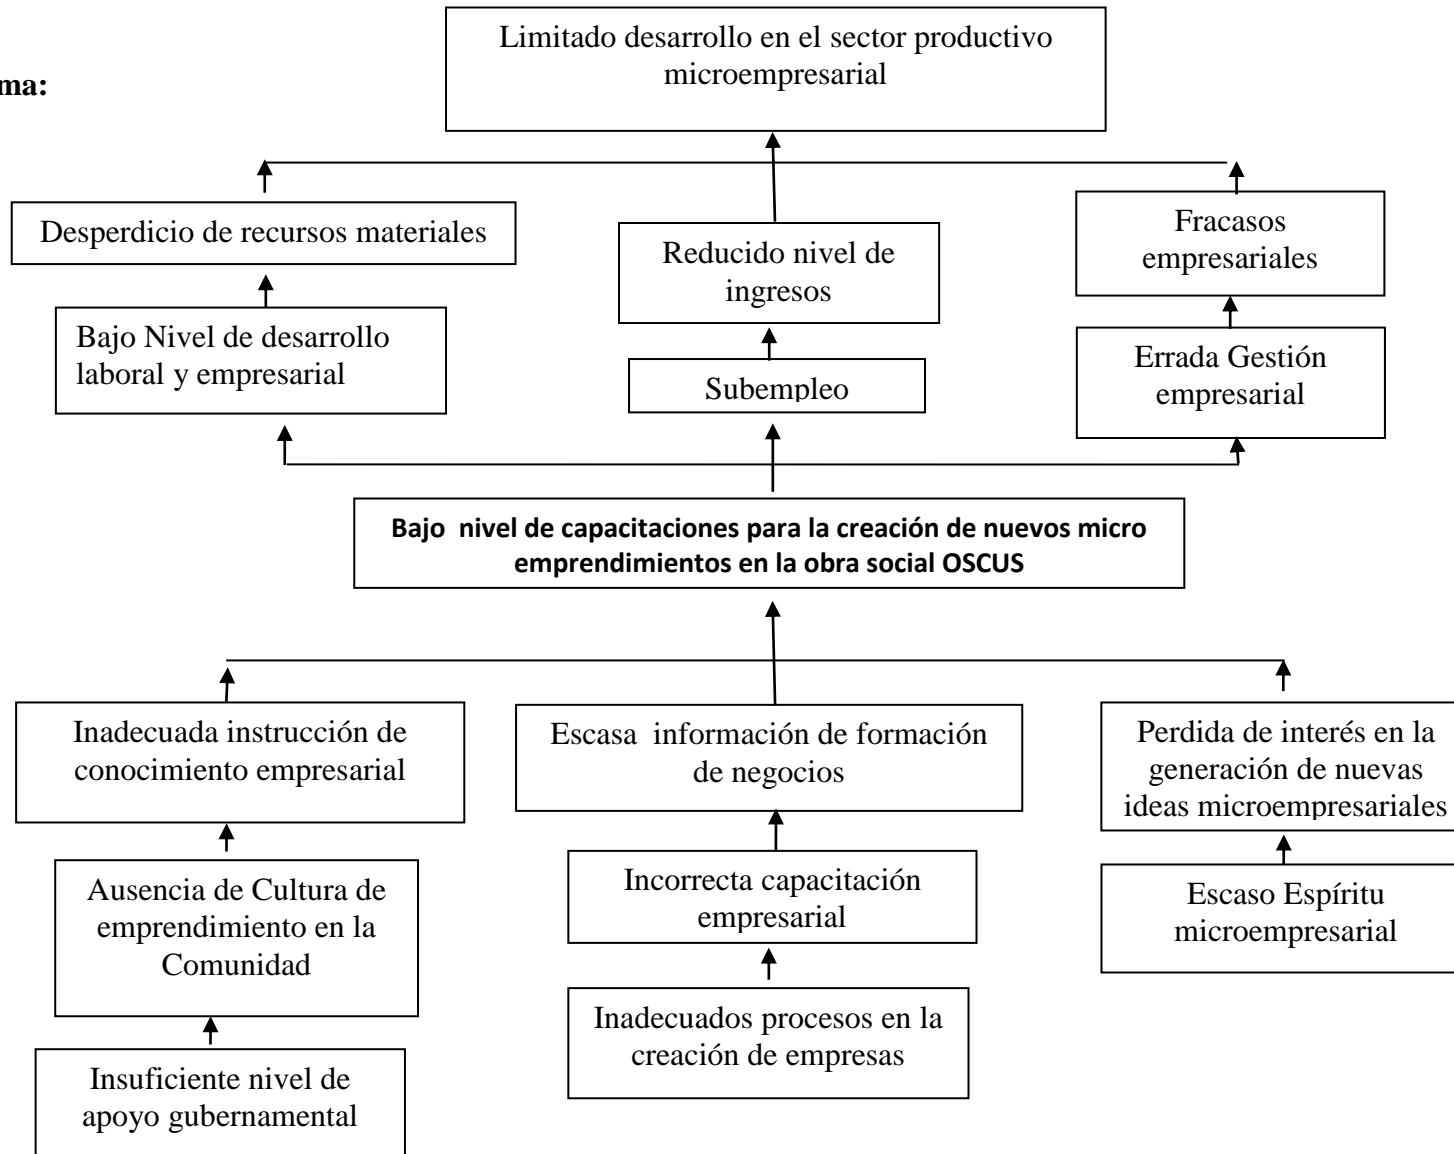 Limitado desarrollo en el sector productivo
microempresarial
ma:
Desperdicio de recursos materiales
Reducido nivel de
ingresos
Fracasos
empresariales
Bajo Nivel de desarrollo
laboral y empresarial
Subempleo
Errada Gestión
empresarial
Bajo nivel de capacitaciones para la creación de nuevos micro
emprendimientos en la obra social OSCUS
Inadecuada instrucción de
conocimiento empresarial
Escasa información de formación
de negocios
Perdida de interés en la
generación de nuevas
ideas microempresariales
Ausencia de Cultura de
emprendimiento en la
Comunidad
Incorrecta capacitación
empresarial
Escaso Espíritu
microempresarial
Inadecuados procesos en la
creación de empresas
Insuficiente nivel de
apoyo gubernamental